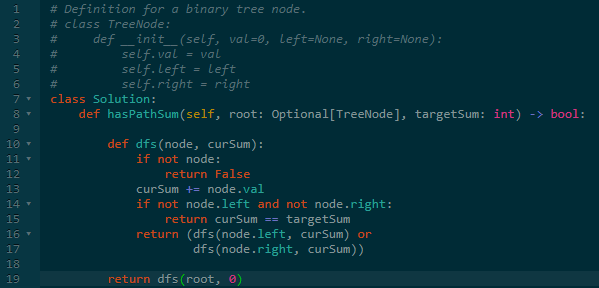 1 # Definition for a binary tree node.
2 # class TreeNode:
3 #     def __init__(self, val=0, left=None, right=None):
4 #         self.val = val
5 #         self.left = left
6 #         self.right = right
7 class Solution:
8     def hasPathSum(self, root: Optional[TreeNode], targetSum: int) -> bool:
9
10         def dfs(node, curSum):
11             if not node:
12                 return False
13             curSum += node.val
14             if not node.left and not node.right:
15                 return curSum == targetSum
16             return (dfs(node.left, curSum) or
17                     dfs(node.right, curSum))
18
19         return dfs(root, 0)